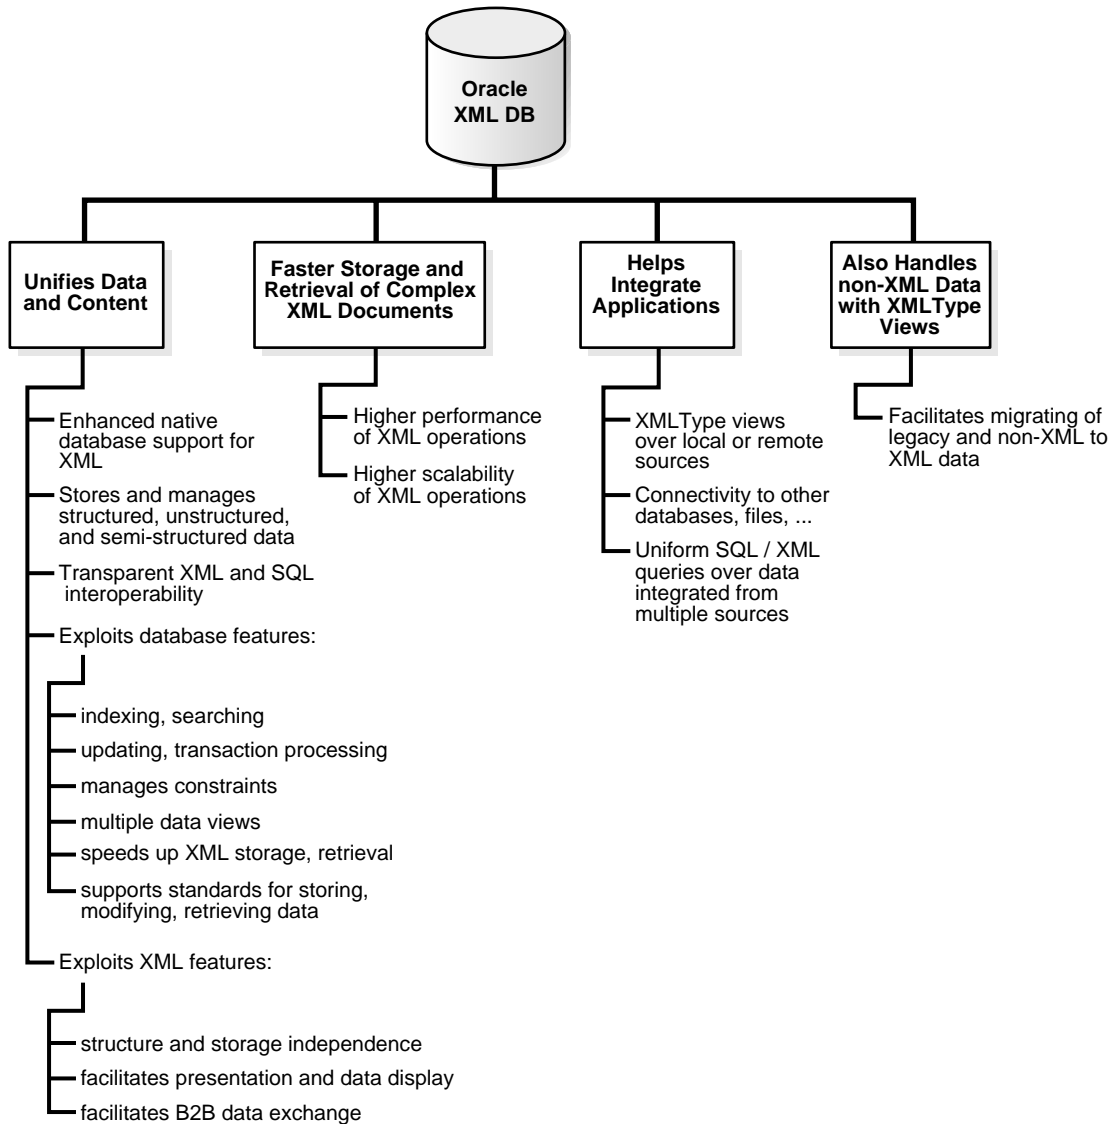 Oracle
XML DB
Unifies Data
and Content
Faster Storage and
Retrieval of Complex
XML Documents
Helps
Integrate
Applications
Also Handles
non-XML Data
with XMLType
Views
Enhanced native
database support for
XML
Stores and manages
structured, unstructured,
and semi-structured data
Transparent XML and SQL
interoperability
Exploits database features:
indexing, searching
updating, transaction processing
manages constraints
multiple data views
speeds up XML storage, retrieval
supports standards for storing,
modifying, retrieving data
Exploits XML features:
structure and storage independence
facilitates presentation and data display
facilitates B2B data exchange
Higher performance
of XML operations
Higher scalability
of XML operations
XMLType views
over local or remote
sources
Connectivity to other
databases, files, ...
Uniform SQL / XML
queries over data
integrated from
multiple sources
Facilitates migrating of
legacy and non-XML to
XML data